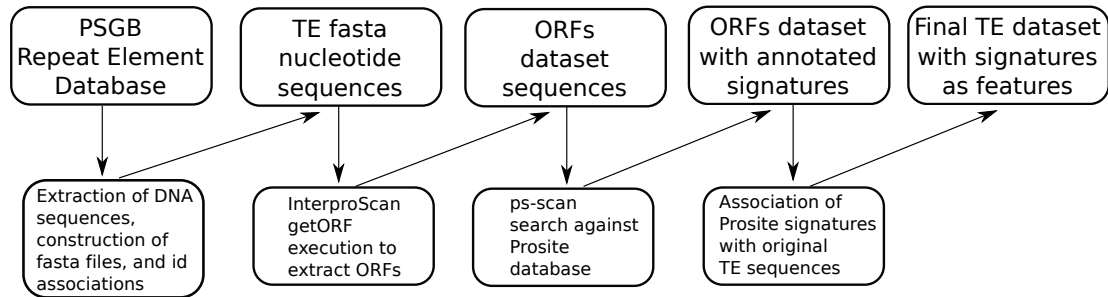 PSGB
Repeat Element
Database
TE fasta
nucleotide
sequences
ORFs
dataset
sequences
ORFs dataset
with annotated
signatures
Final TE dataset
with signatures
as features
Extraction of DNA
sequences,
construction of
fasta files, and id
associations
InterproScan
getORF
execution to
extract ORFs
ps-scan
search against
Prosite
database
Association of
Prosite signatures
with original
TE sequences